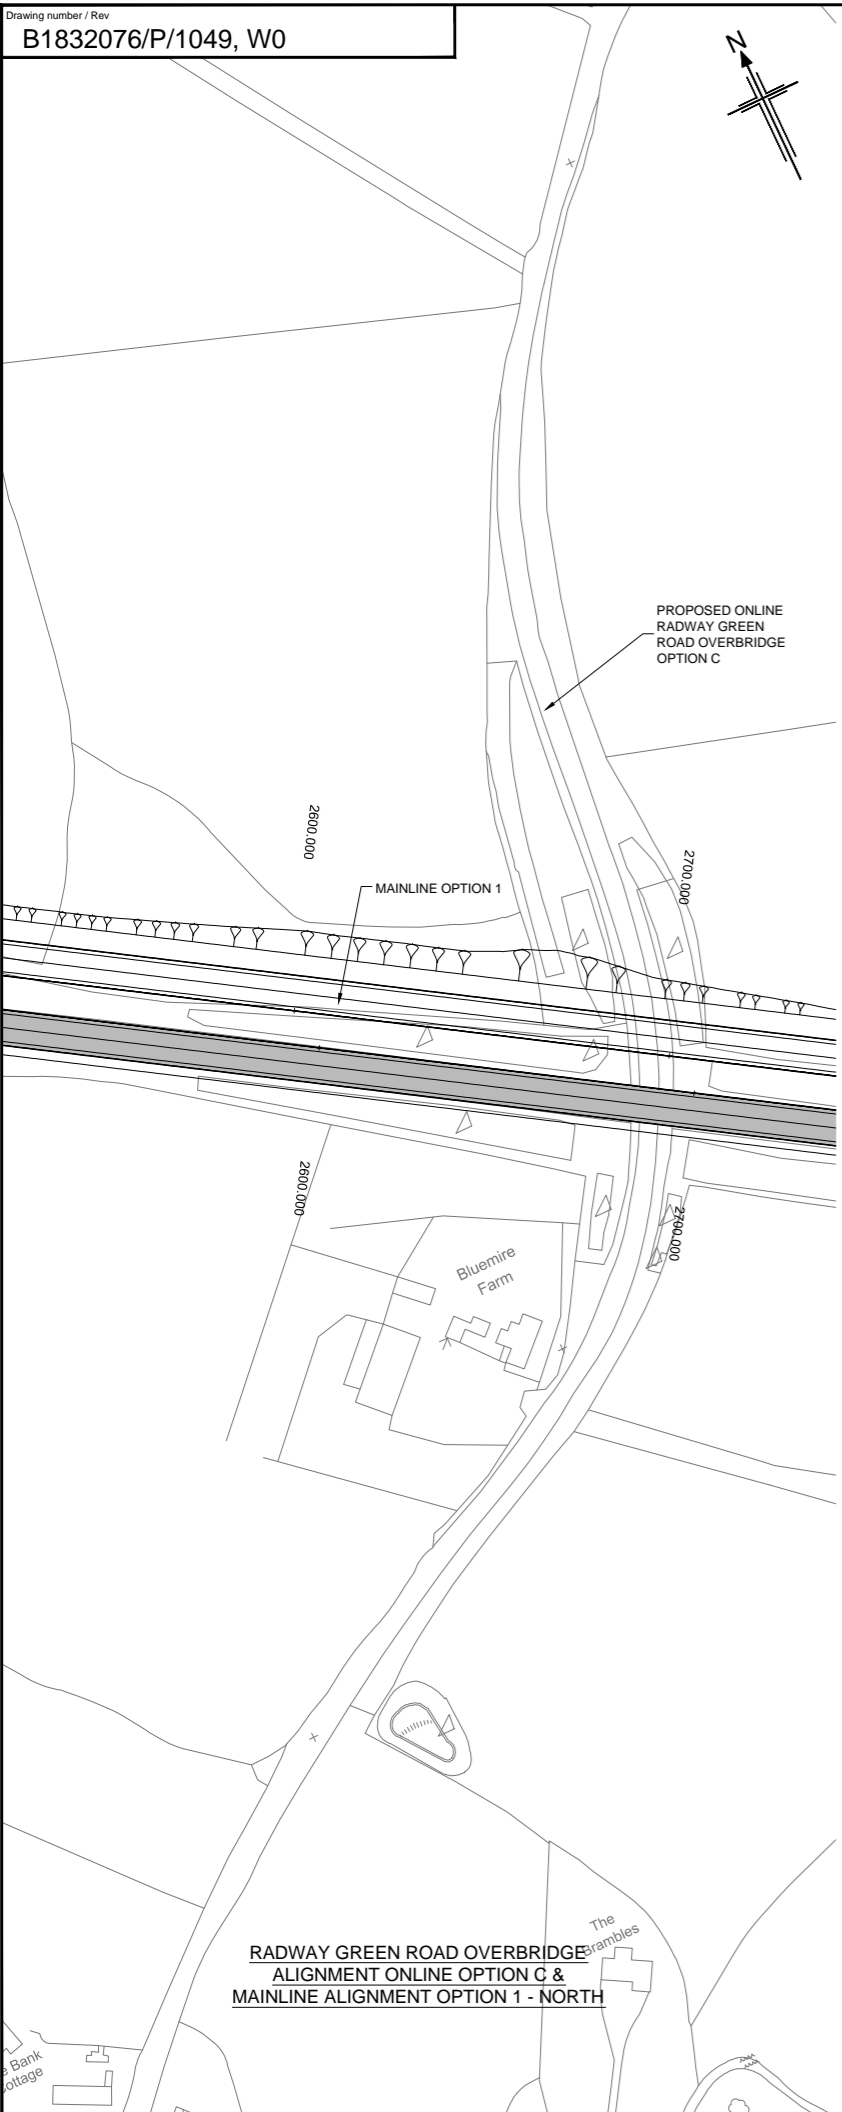 Drawing number / Rev
B1832076/P/1049, W0
N
PROPOSED ONLINE
RADWAY GREEN
ROAD OVERBRIDGE
OPTION C
2600.000
2700.000
MAINLINE OPTION 1
2600.000
2700.000
Bluemire
Farm
The
Brambles
RADWAY GREEN ROAD OVERBRIDGE
ALIGNMENT ONLINE OPTION C &
MAINLINE ALIGNMENT OPTION 1 - NORTH
e Bank
ottage